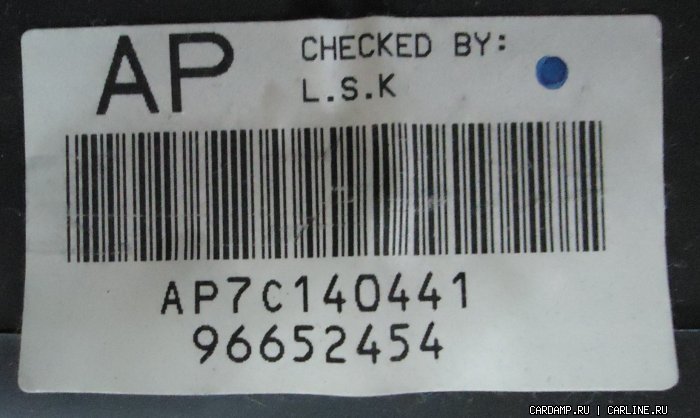 AP
CHECKED BY:
L.S.K
AP7C140441
96652454
CARDAMP.RU | CARLINE.RU